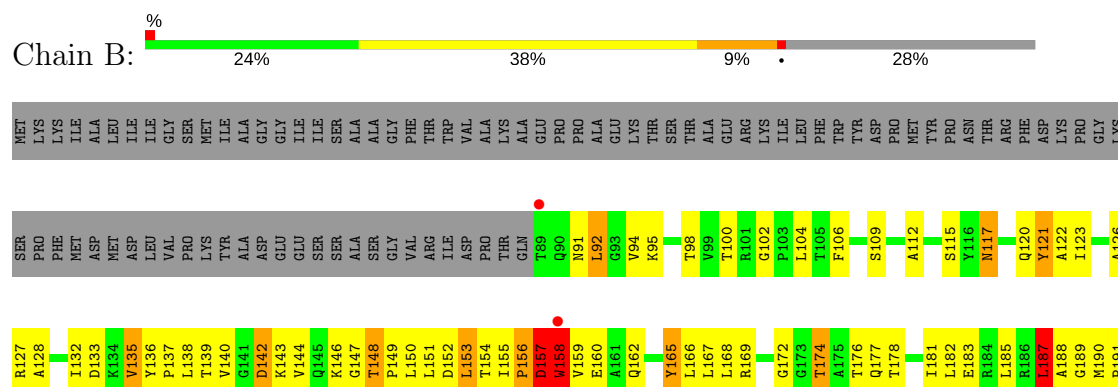 %
Chain B:
24% 38% 9% • 28%
MET LYS LYS ILE ILE ALA LEU ILE ILE GLY SER MET ILE ALA GLY GLY ILE ILE SER ALA ALA GLY PHE THR TRP VAL ALA LYS ALA GLU PRO PRO ALA GLU LYS THR SER THR ALA GLU ARG LYS ILE LEU PHE TRP TYR ASP PRO MET TYR PRO ASN THR ARG PHE ASP LYS PRO GLY
SER PRO PHE MET ASP MET ASP LEU VAL PRO LYS TYR ALA ASP GLU GLU SER SER ALA SER GLY VAL ARG ILE ASP PRO THR GLN T89 Q90 N91 L92 G93 V94 K95 T98 V99 T100 R101 G102 P103 L104 T105 F106 S109 A112 S115 Y116 N117 Q120 Y121 A122 I123 A126
R127 A128 I132 D133 K134 V135 Y136 P137 L138 T139 V140 G141 D142 K143 V144 Q145 K146 G147 T148 P149 L150 L151 D152 L153 T154 I155 P156 D157 W158 V159 E160 A161 Q162 Y165 L166 L167 L168 R169 G172 G173 T174 A175 T176 Q177 T178 I181 L182 E183 R184 L185 R186 L187 A188 G189 M190 L191